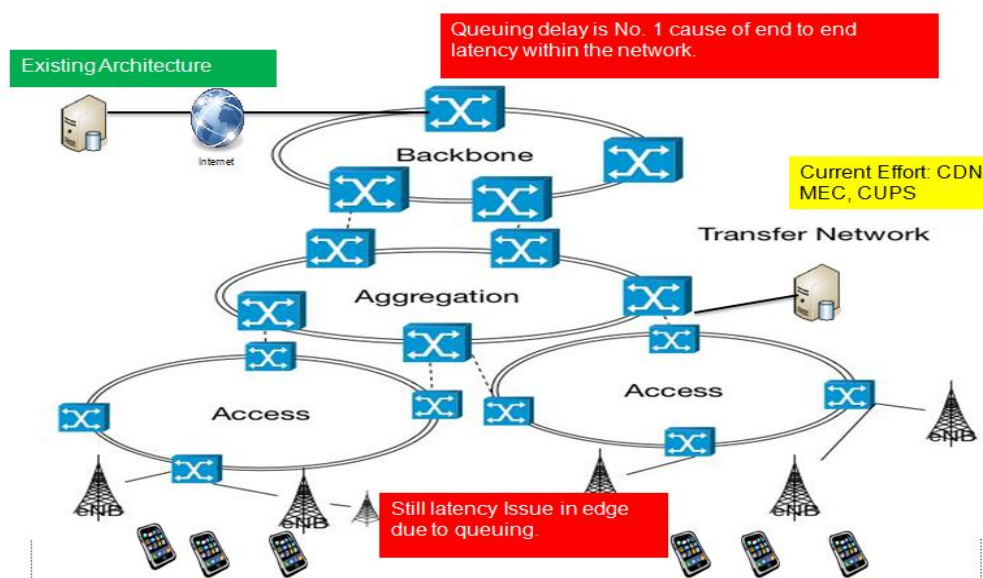 Queuing delay is No. 1 cause of end to end
latency within the network.
Existing Architecture
Internet
Backbone
Current Effort: CDN
MEC, CUPS
Transfer Network
Aggregation
Access
Access
eNB
eNB
eNB
eNB
Still latency Issue in edge
due to queuing.